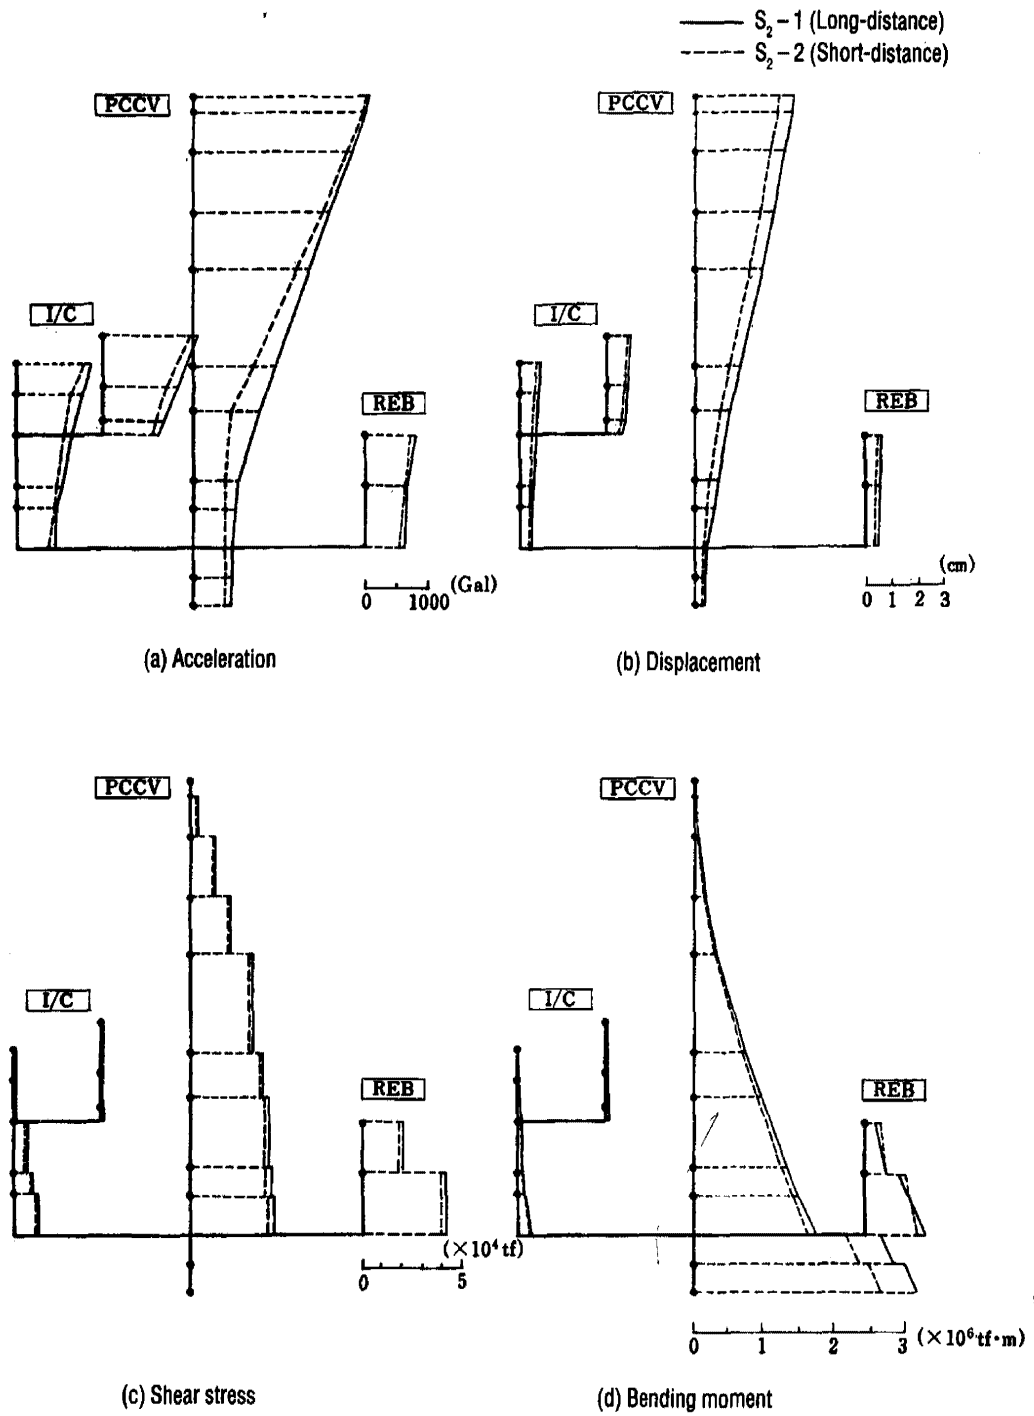 S₂ – 1 (Long-distance)
S₂ – 2 (Short-distance)
PCCV
PCCV
I/C
I/C
REB
REB
(Gal)
0 1000
(cm)
0 1 2 3
(a) Acceleration
(b) Displacement
PCCV
PCCV
I/C
I/C
REB
REB
(×10⁴ tf)
0 5
0 1 2 3 (×10⁶ tf·m)
(c) Shear stress
(d) Bending moment